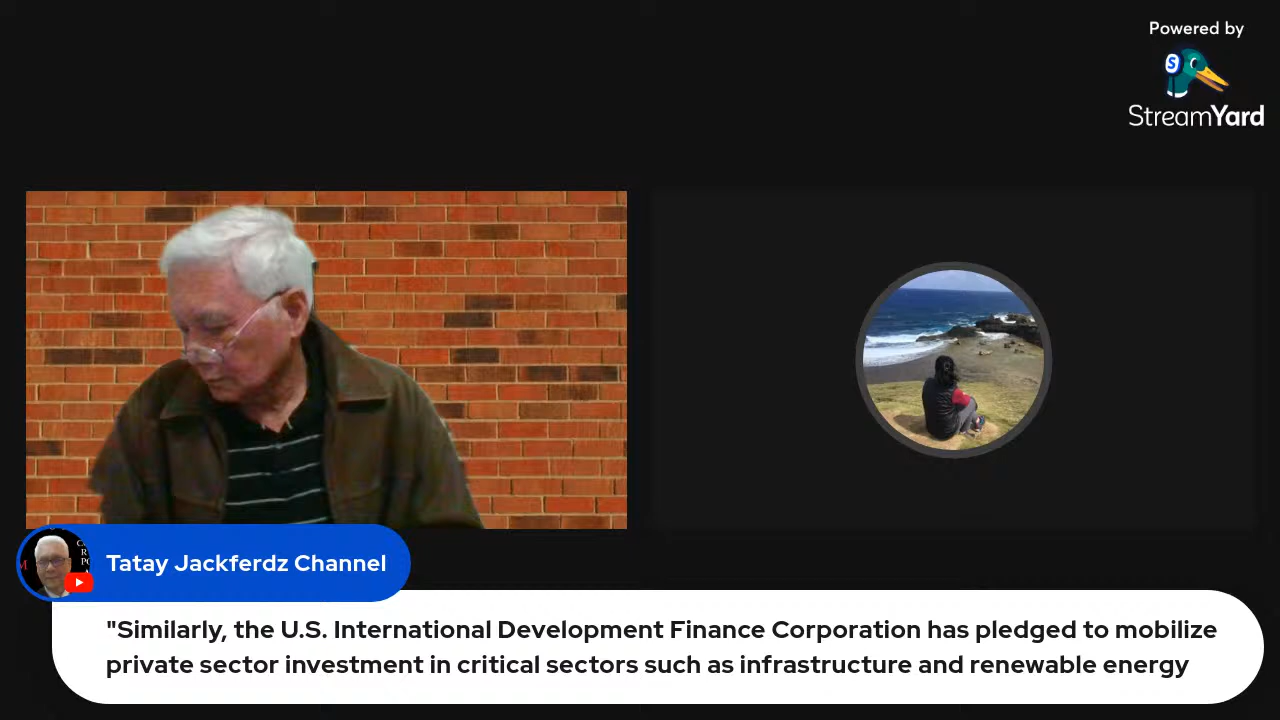 Powered by
StreamYard
Tatay Jackferdz Channel
"Similarly, the U.S. International Development Finance Corporation has pledged to mobilize
private sector investment in critical sectors such as infrastructure and renewable energy